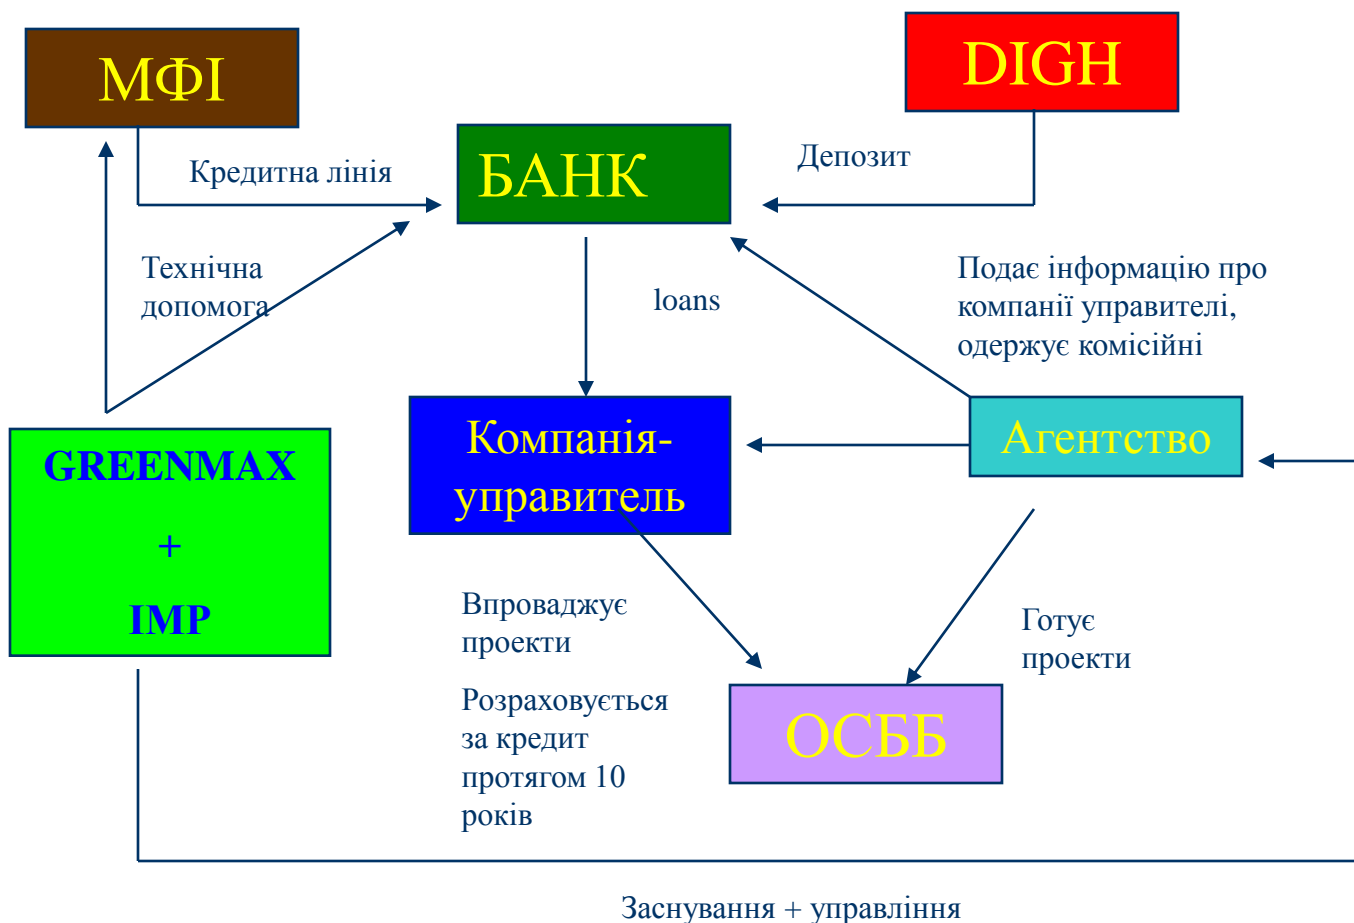 МФІ
DIGH
БАНК
Депозит
Кредитна лінія
Технічна
допомога
loans
Подає інформацію про
компанії управителі,
одержує комісійні
Компанія-
управитель
Агентство
GREENMAX
+
IMP
Впроваджує
проекти
Готує
проекти
Розраховується
за кредит
протягом 10
років
ОСББ
Заснування + управління